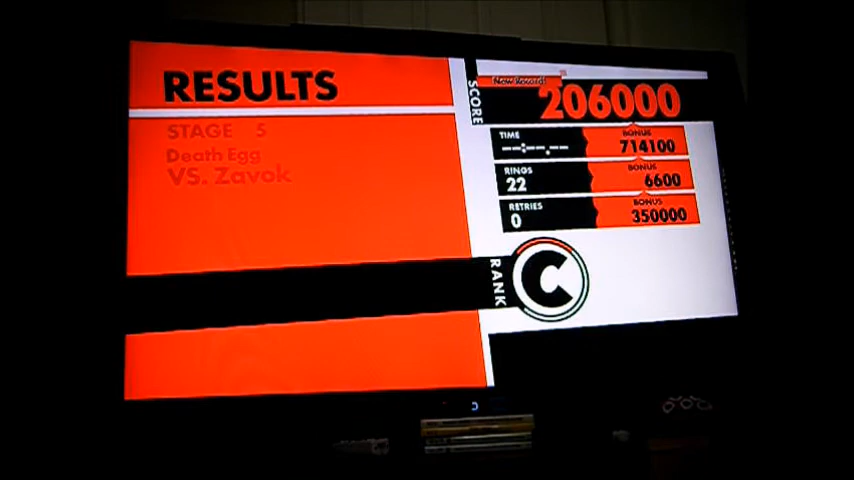 RESULTS
STAGE 5
Death Egg
VS. Zavok
SCORE
New Record!
206000
TIME
--:--.--
BONUS
714100
RINGS
22
BONUS
6600
RETRIES
0
BONUS
350000
RANK
C